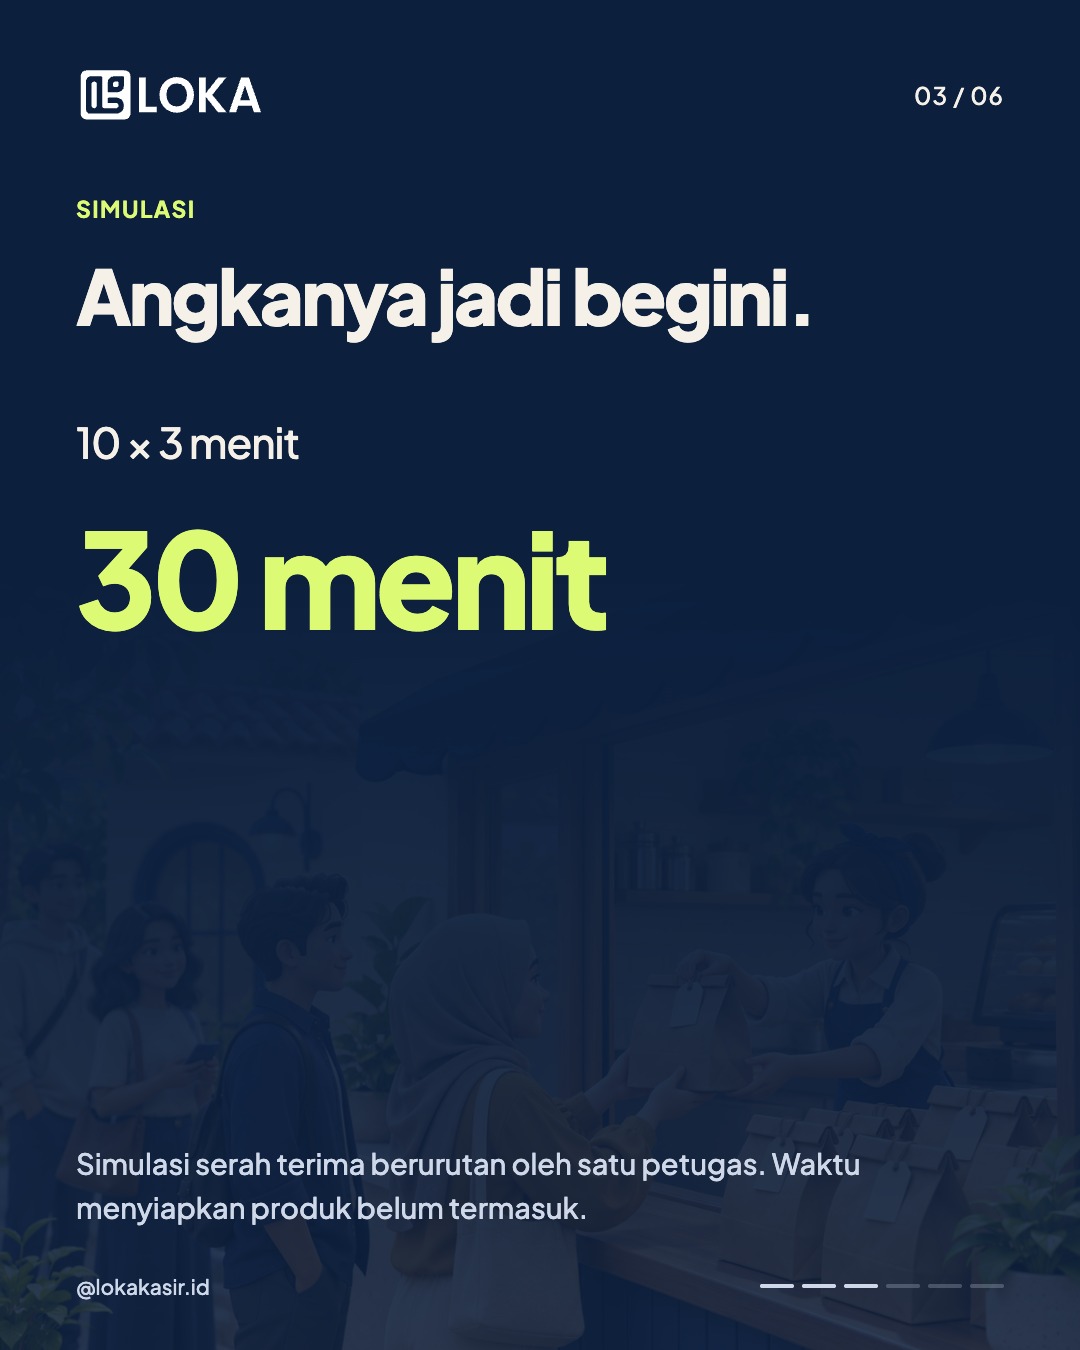 LOKA
03 / 06
SIMULASI
Angkanya jadi begini.
10 × 3 menit
30 menit
Simulasi serah terima berurutan oleh satu petugas. Waktu
menyiapkan produk belum termasuk.
@lokakasir.id